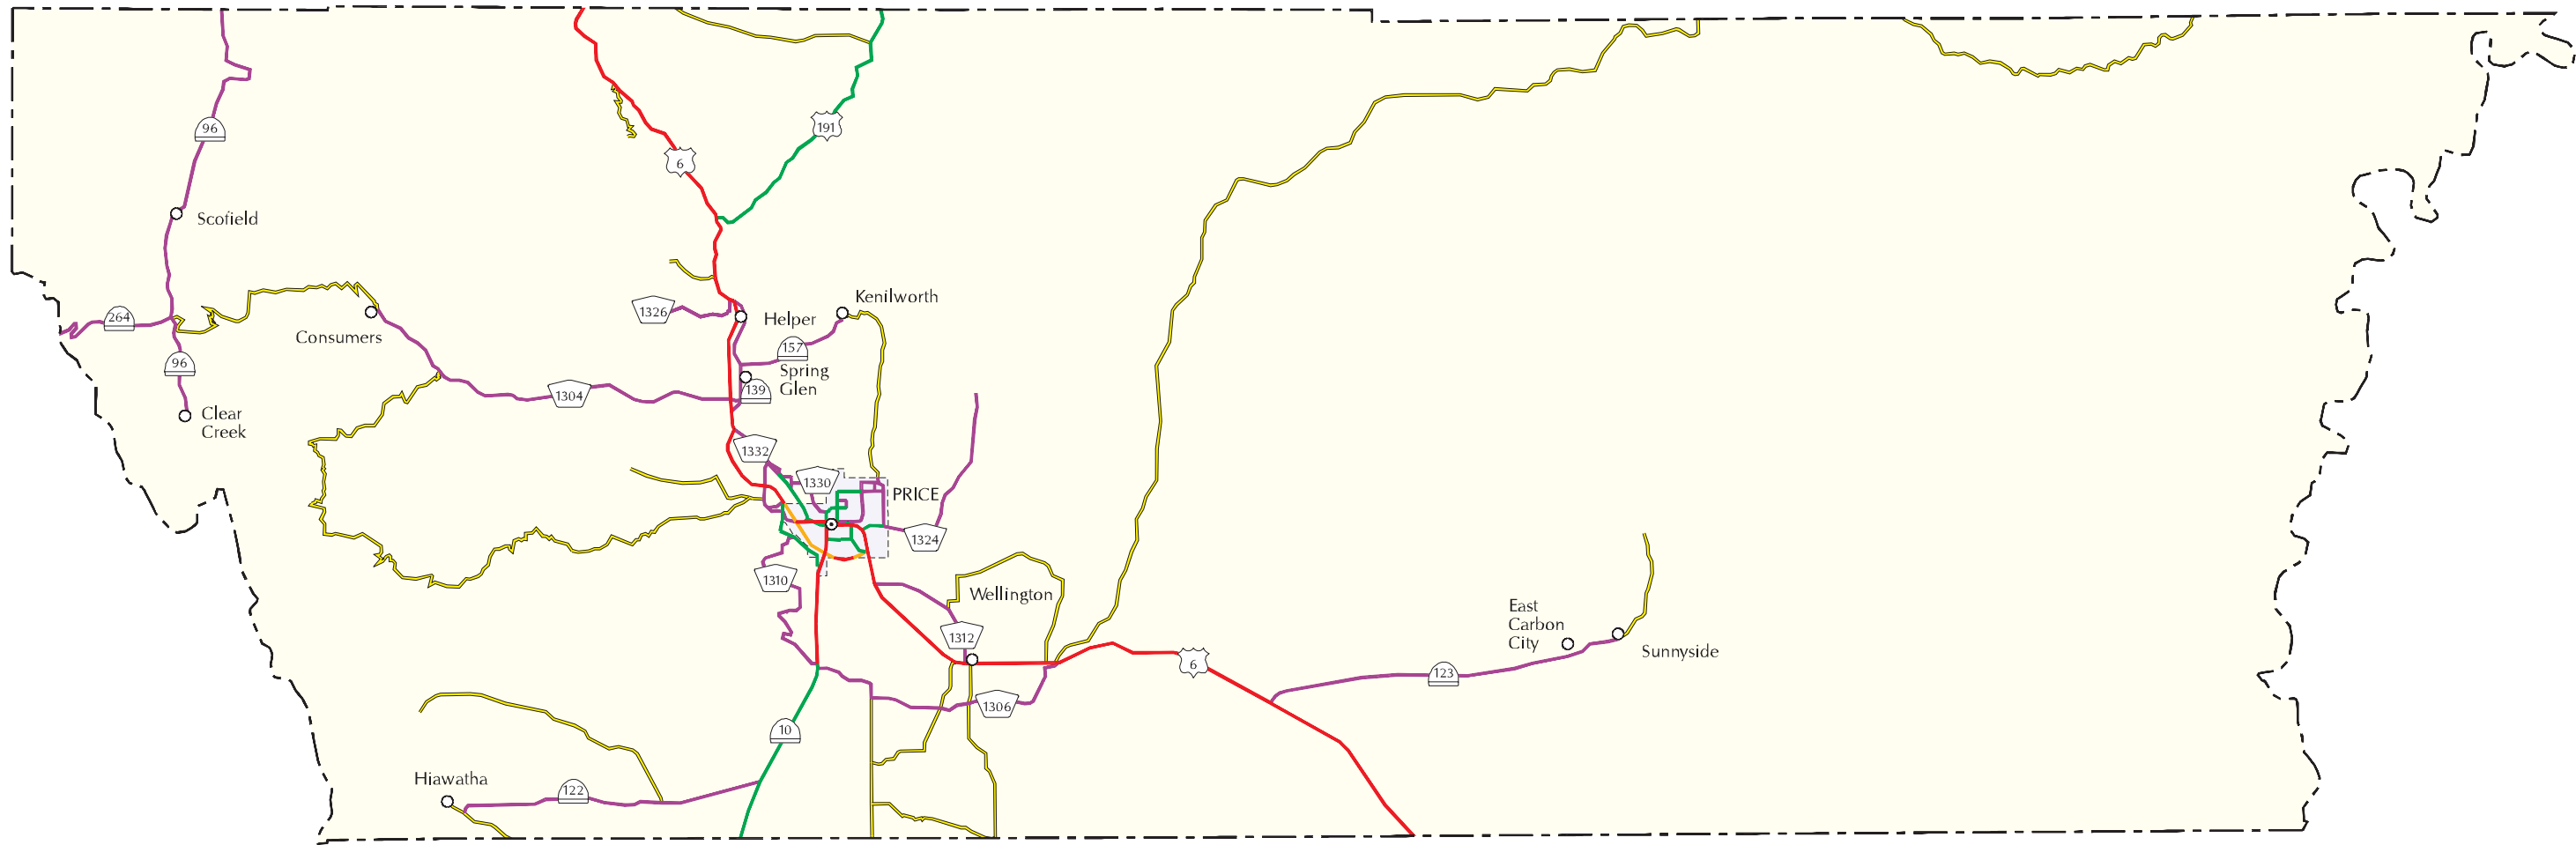 96
191
6
Scofield
Kenilworth
1326
Helper
264
Consumers
157
96
Spring
Glen
139
1304
Clear
Creek
1332
1330
PRICE
1324
1310
Wellington
East
Carbon
City
1312
Sunnyside
6
123
1306
10
Hiawatha
122